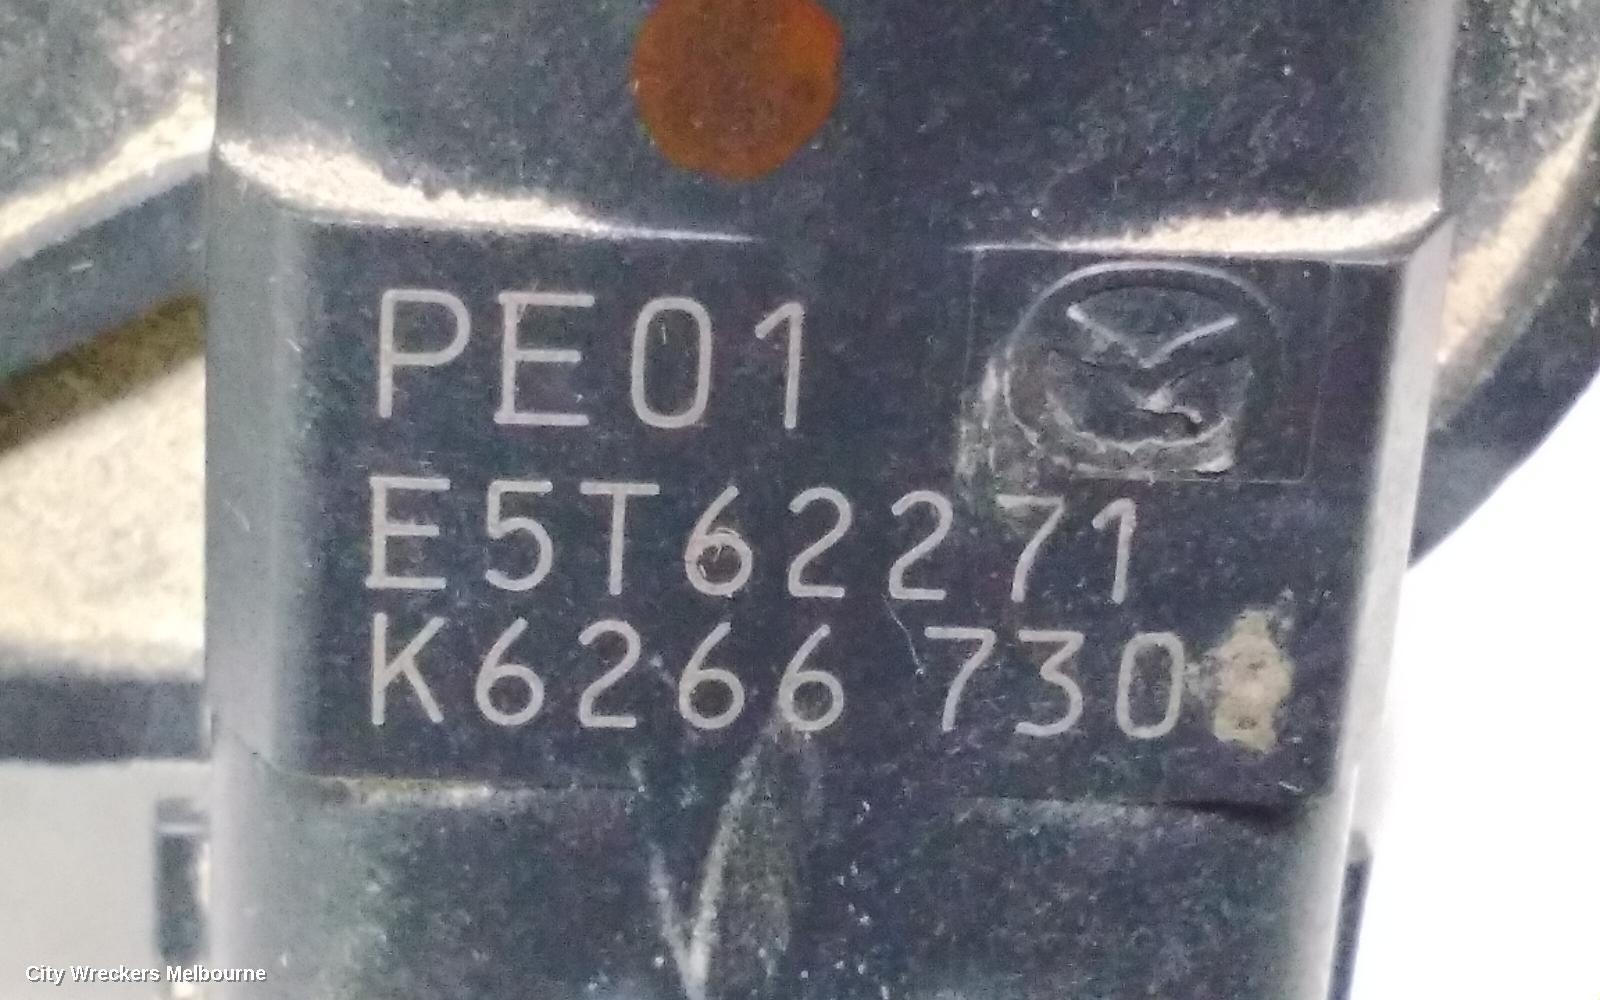 PE01
E5T62271
K6266 730
City Wreckers Melbourne